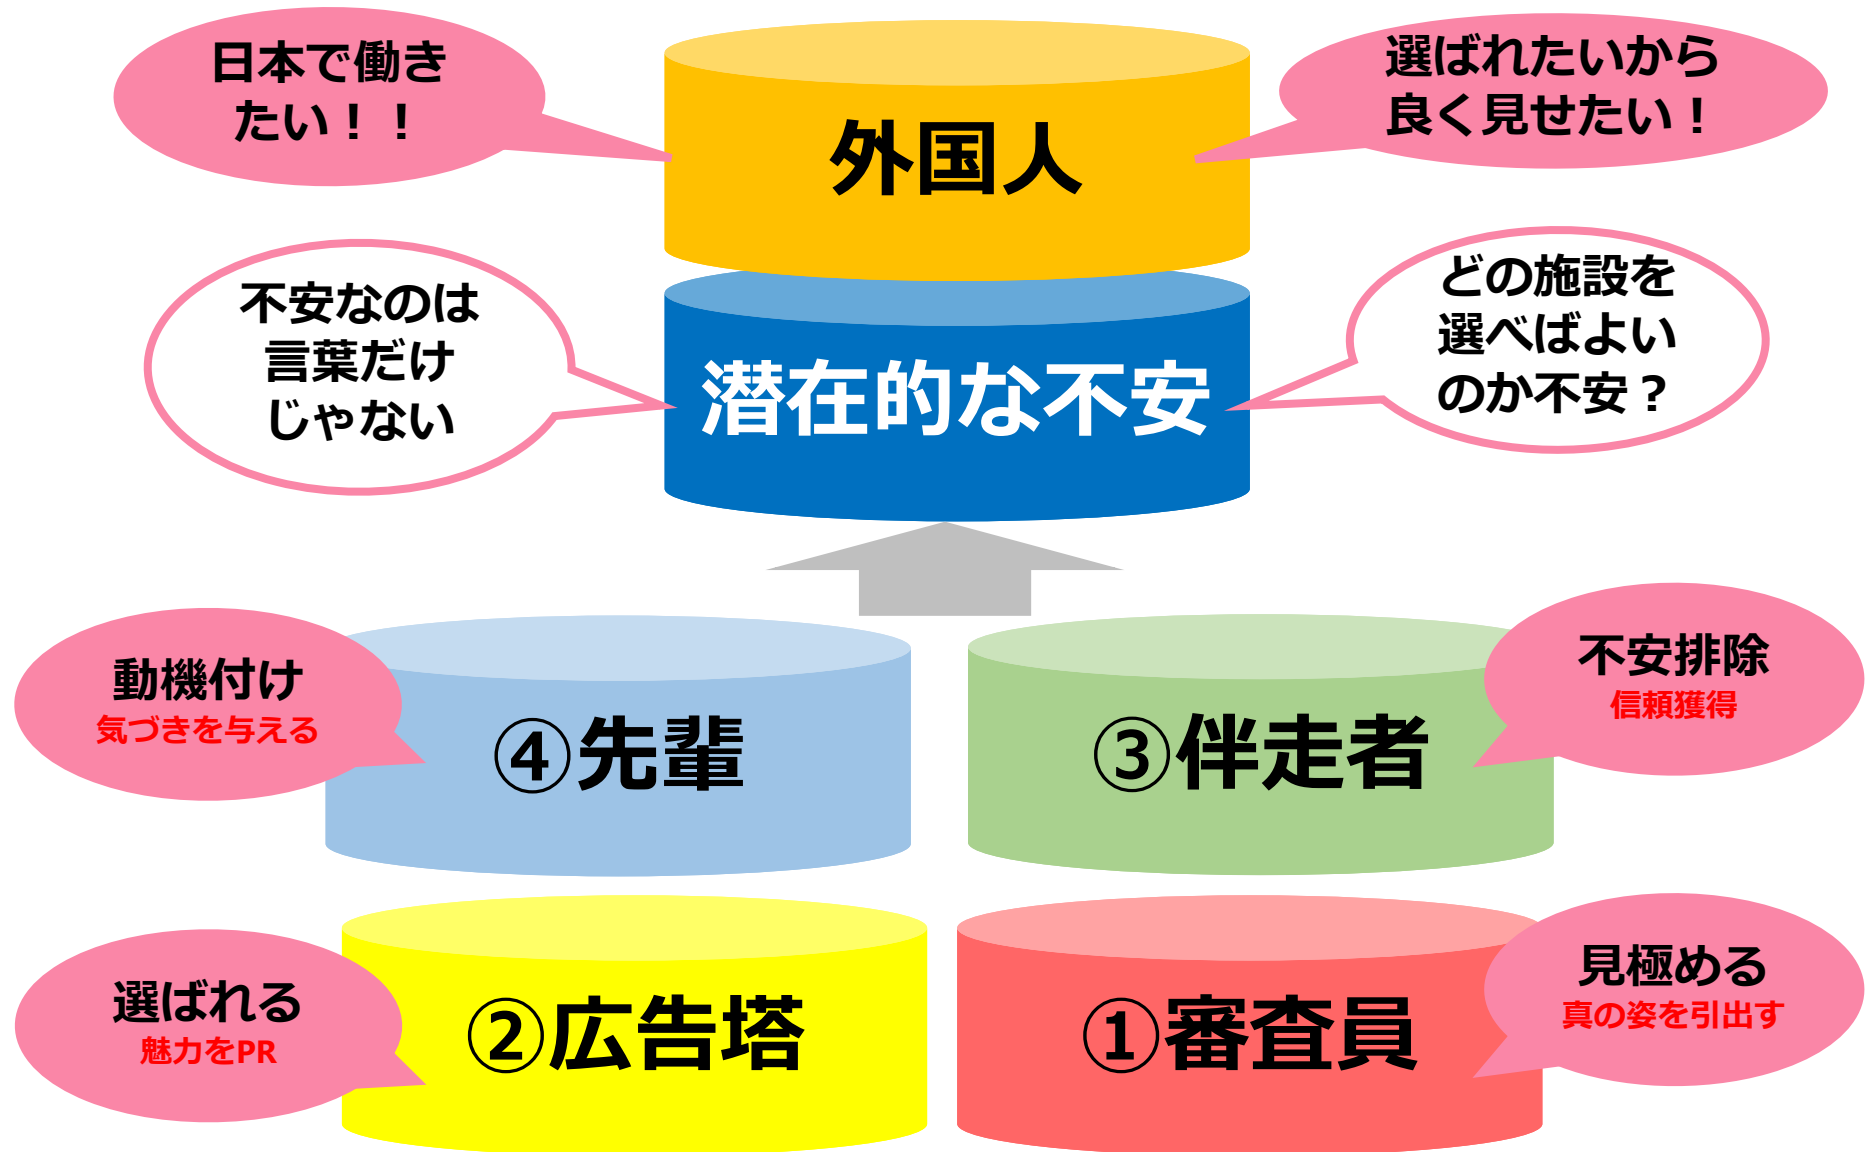 日本で働き
たい！！
外国人
選ばれたいから
良く見せたい！
不安なのは
言葉だけ
じゃない
潜在的な不安
どの施設を
選べばよい
のか不安？
動機付け
気づきを与える
④先輩
③伴走者
不安排除
信頼獲得
選ばれる
魅力をPR
②広告塔
①審査員
見極める
真の姿を引出す